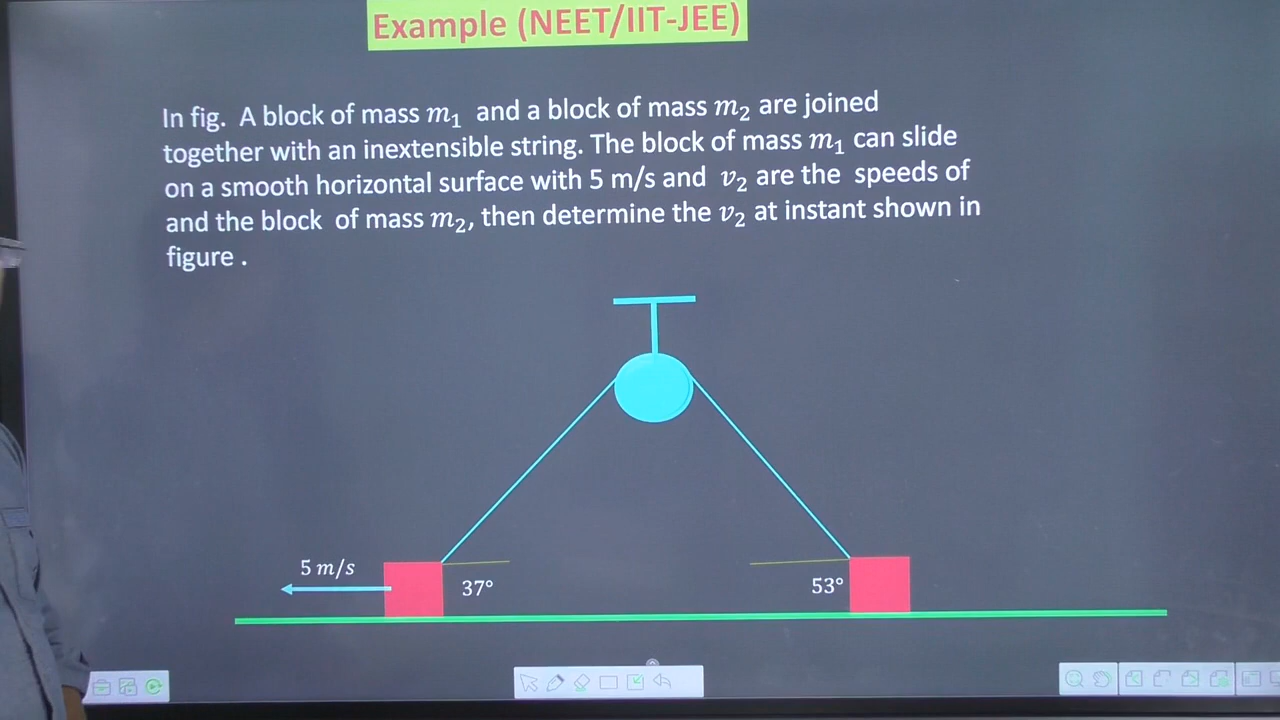 Example (NEET/IIT-JEE)
In fig. A block of mass m₁ and a block of mass m₂ are joined
together with an inextensible string. The block of mass m₁ can slide
on a smooth horizontal surface with 5 m/s and v₂ are the speeds of
and the block of mass m₂, then determine the v₂ at instant shown in
figure .
5 m/s
37°
53°